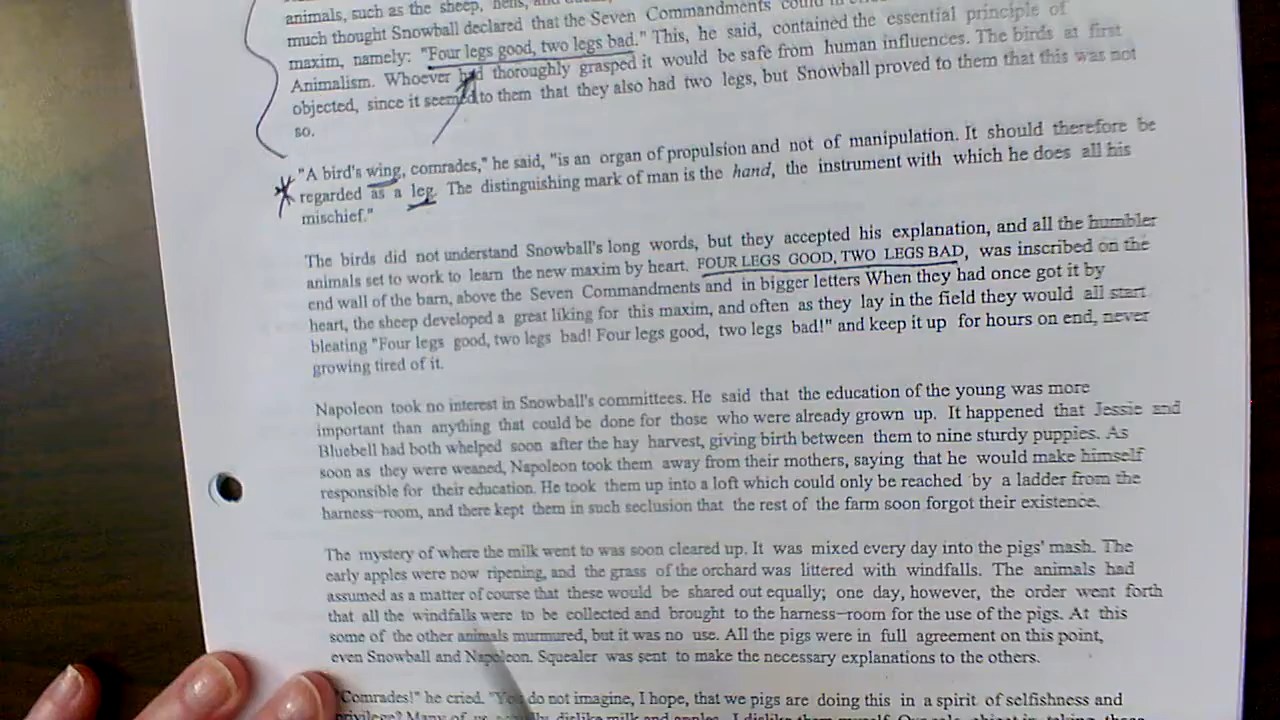 animals, such as the sheep, hens, and
much thought Snowball declared that the Seven Commandments could in
maxim, namely: "Four legs good, two legs bad." This, he said, contained the essential principle of
Animalism. Whoever had thoroughly grasped it would be safe from human influences. The birds at first
objected, since it seemed to them that they also had two legs, but Snowball proved to them that this was not
so.
"A bird's wing, comrades," he said, "is an organ of propulsion and not of manipulation. It should therefore be
regarded as a leg. The distinguishing mark of man is the hand, the instrument with which he does all his
mischief."
The birds did not understand Snowball's long words, but they accepted his explanation, and all the humbler
animals set to work to learn the new maxim by heart. FOUR LEGS GOOD, TWO LEGS BAD, was inscribed on the
end wall of the barn, above the Seven Commandments and in bigger letters When they had once got it by
heart, the sheep developed a great liking for this maxim, and often as they lay in the field they would all start
bleating "Four legs good, two legs bad! Four legs good, two legs bad!" and keep it up for hours on end, never
growing tired of it.
Napoleon took no interest in Snowball's committees. He said that the education of the young was more
important than anything that could be done for those who were already grown up. It happened that Jessie and
Bluebell had both whelped soon after the hay harvest, giving birth between them to nine sturdy puppies. As
soon as they were weaned, Napoleon took them away from their mothers, saying that he would make himself
responsible for their education. He took them up into a loft which could only be reached by a ladder from the
harness-room, and there kept them in such seclusion that the rest of the farm soon forgot their existence.
The mystery of where the milk went to was soon cleared up. It was mixed every day into the pigs' mash. The
early apples were now ripening, and the grass of the orchard was littered with windfalls. The animals had
assumed as a matter of course that these would be shared out equally; one day, however, the order went forth
that all the windfalls were to be collected and brought to the harness-room for the use of the pigs. At this
some of the other animals murmured, but it was no use. All the pigs were in full agreement on this point,
even Snowball and Napoleon. Squealer was sent to make the necessary explanations to the others.
"Comrades!" he cried. "You do not imagine, I hope, that we pigs are doing this in a spirit of selfishness and
privilege? Many of us actually dislike milk and apples. I dislike them myself. Our sole object in taking these